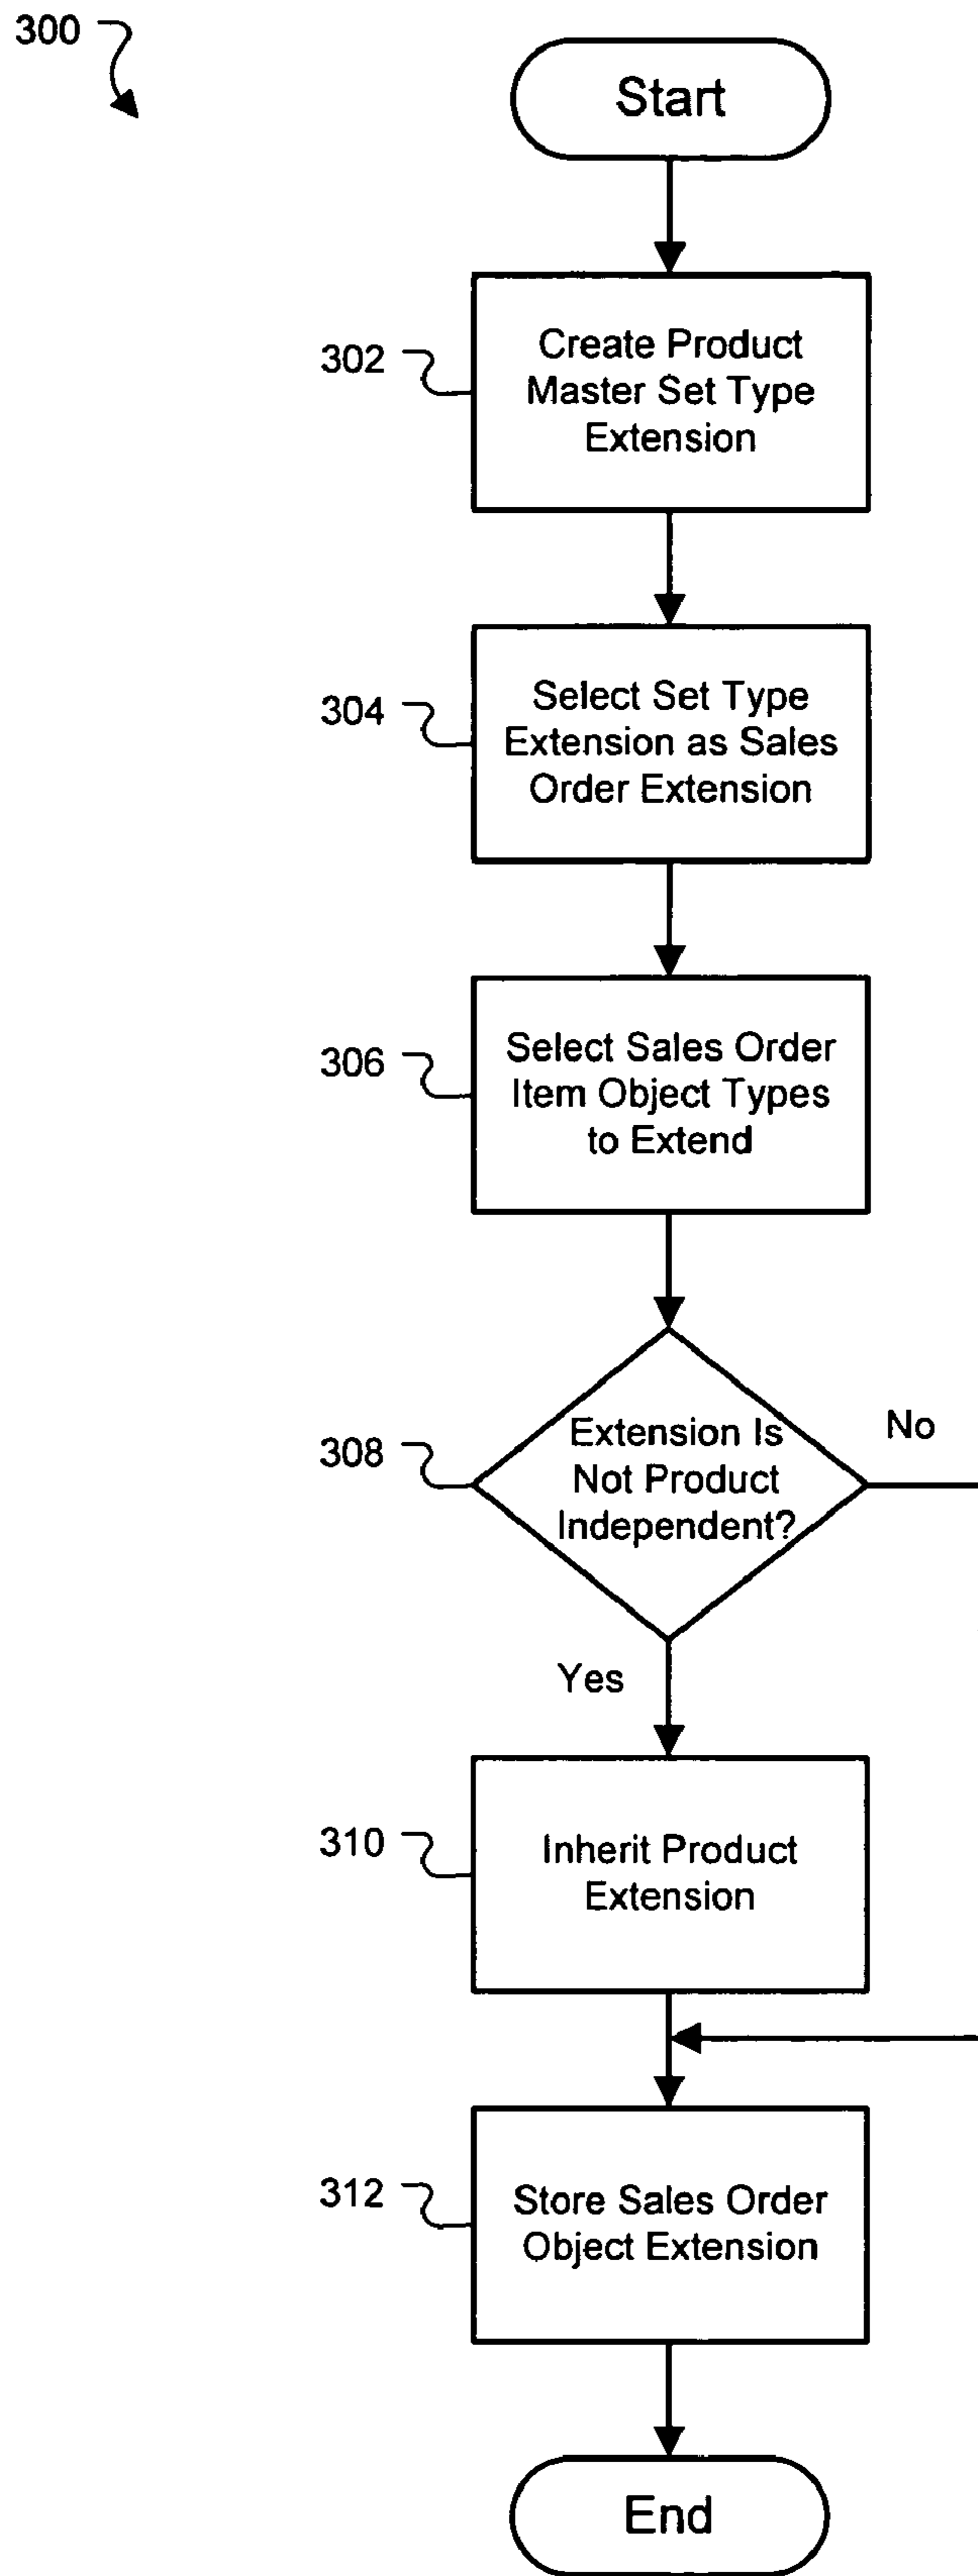 300
Start
302
Create Product
Master Set Type
Extension
304
Select Set Type
Extension as Sales
Order Extension
306
Select Sales Order
Item Object Types
to Extend
308
Extension Is
Not Product
Independent?
No
Yes
310
Inherit Product
Extension
312
Store Sales Order
Object Extension
End